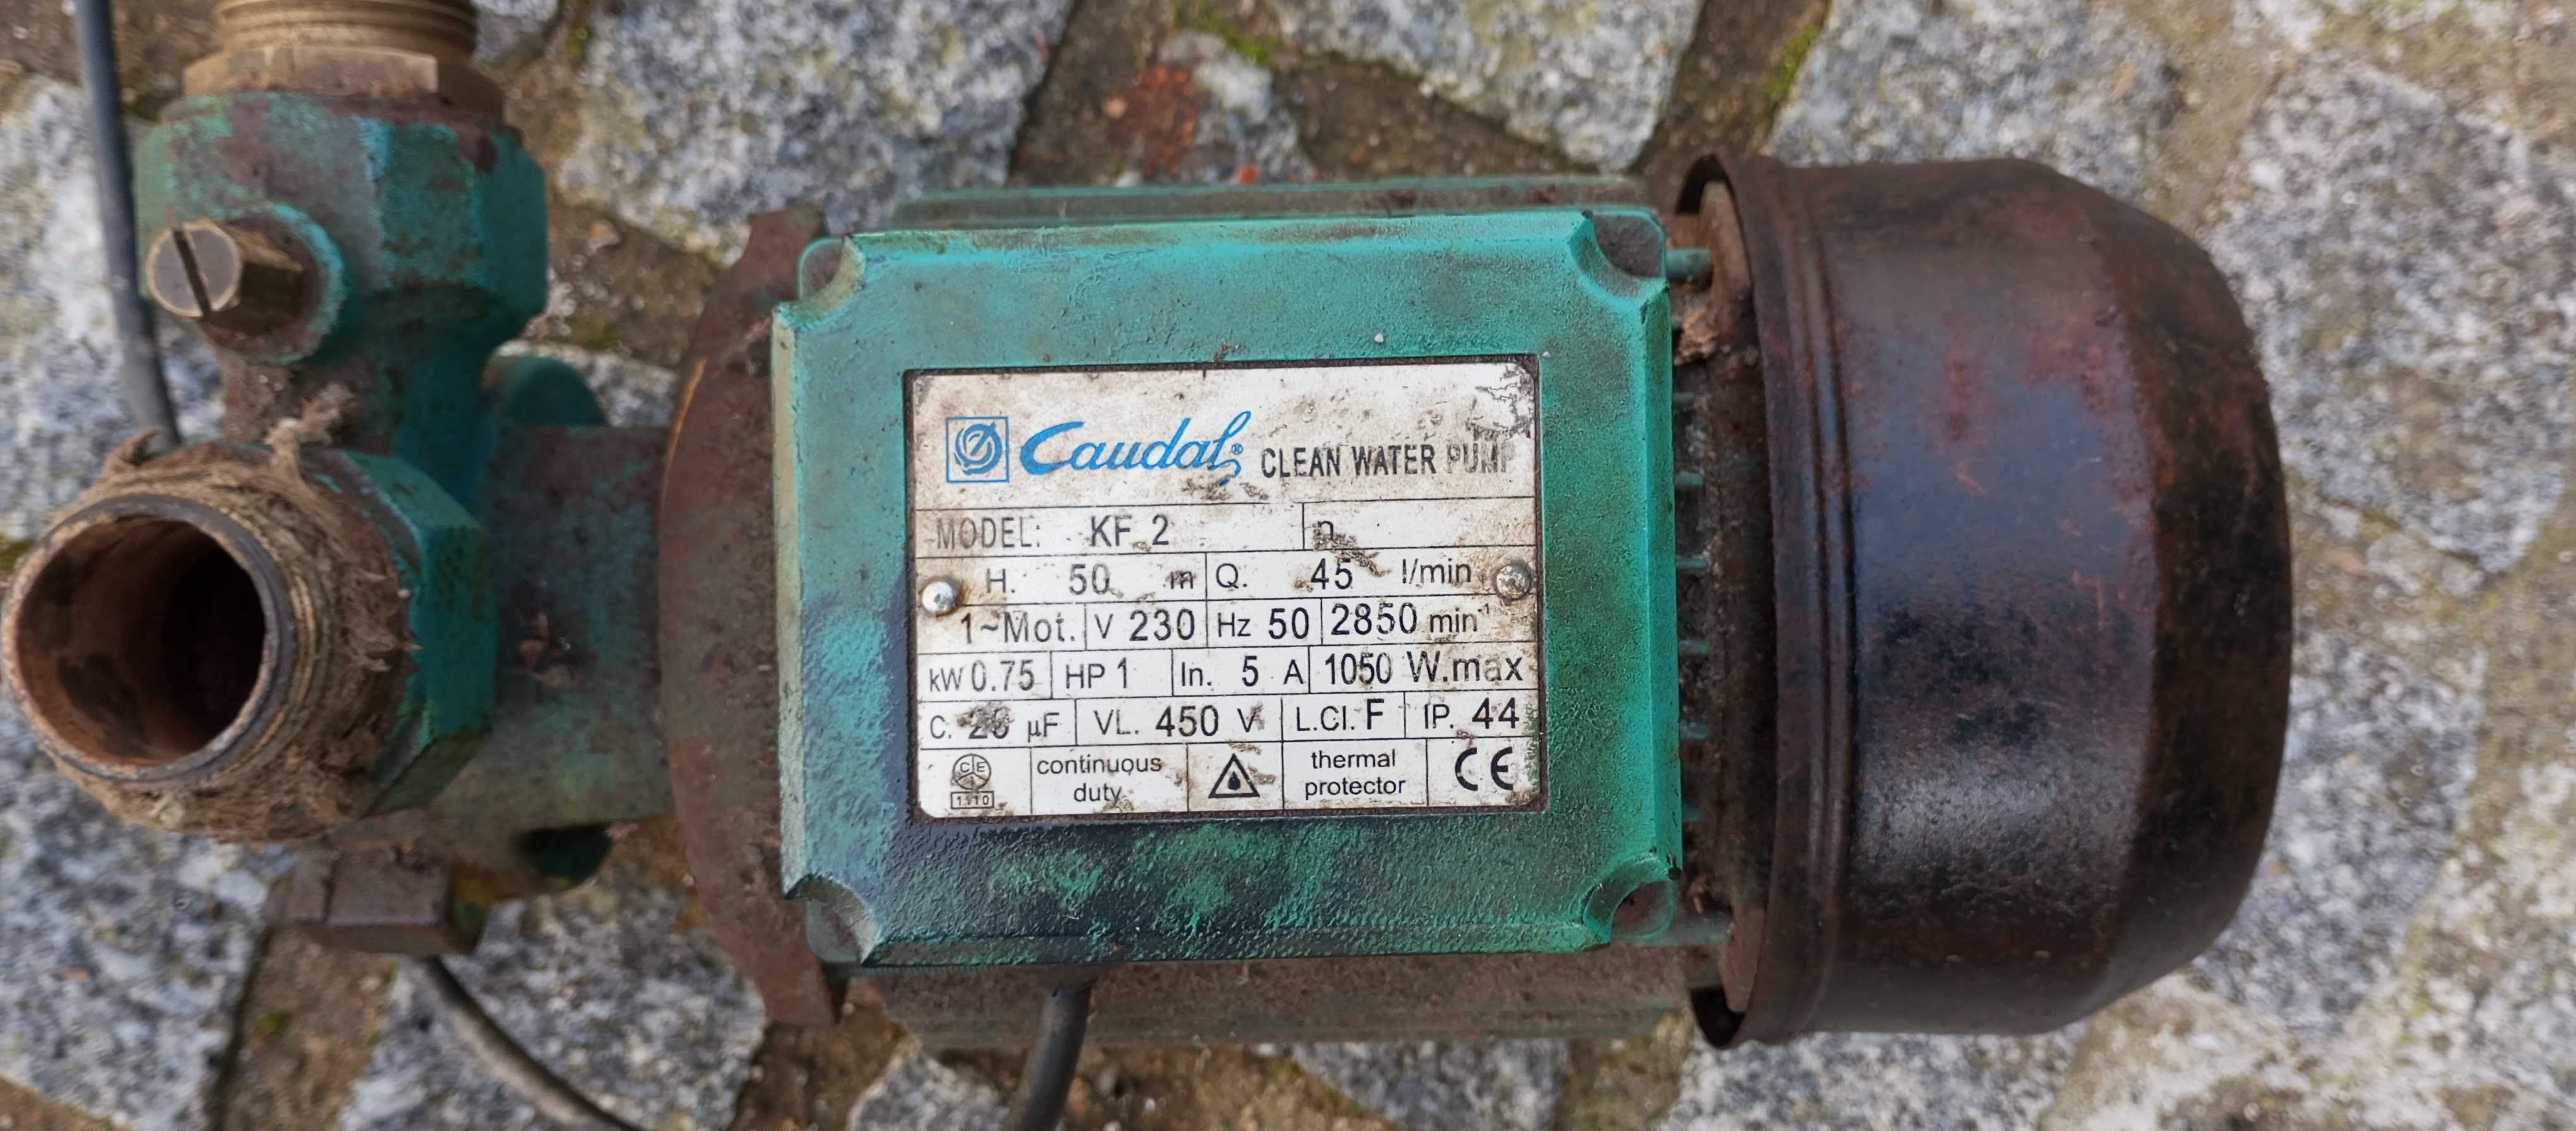 Caudal® CLEAN WATER PUMP
MODEL: KF 2 n
H. 50 m Q. 45 l/min
1~Mot. V 230 Hz 50 2850 min-1
kW 0.75 HP 1 In. 5 A 1050 W.max
C. µF VL. 450 V L.Cl. F IP. 44
CE continuous duty thermal protector CE